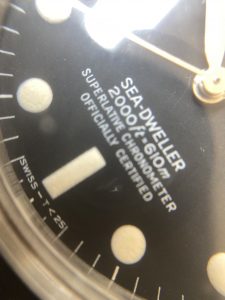 SEA-DWELLER
2000ft=610m
SUPERLATIVE CHRONOMETER
OFFICIALLY CERTIFIED
SWISS-T<25